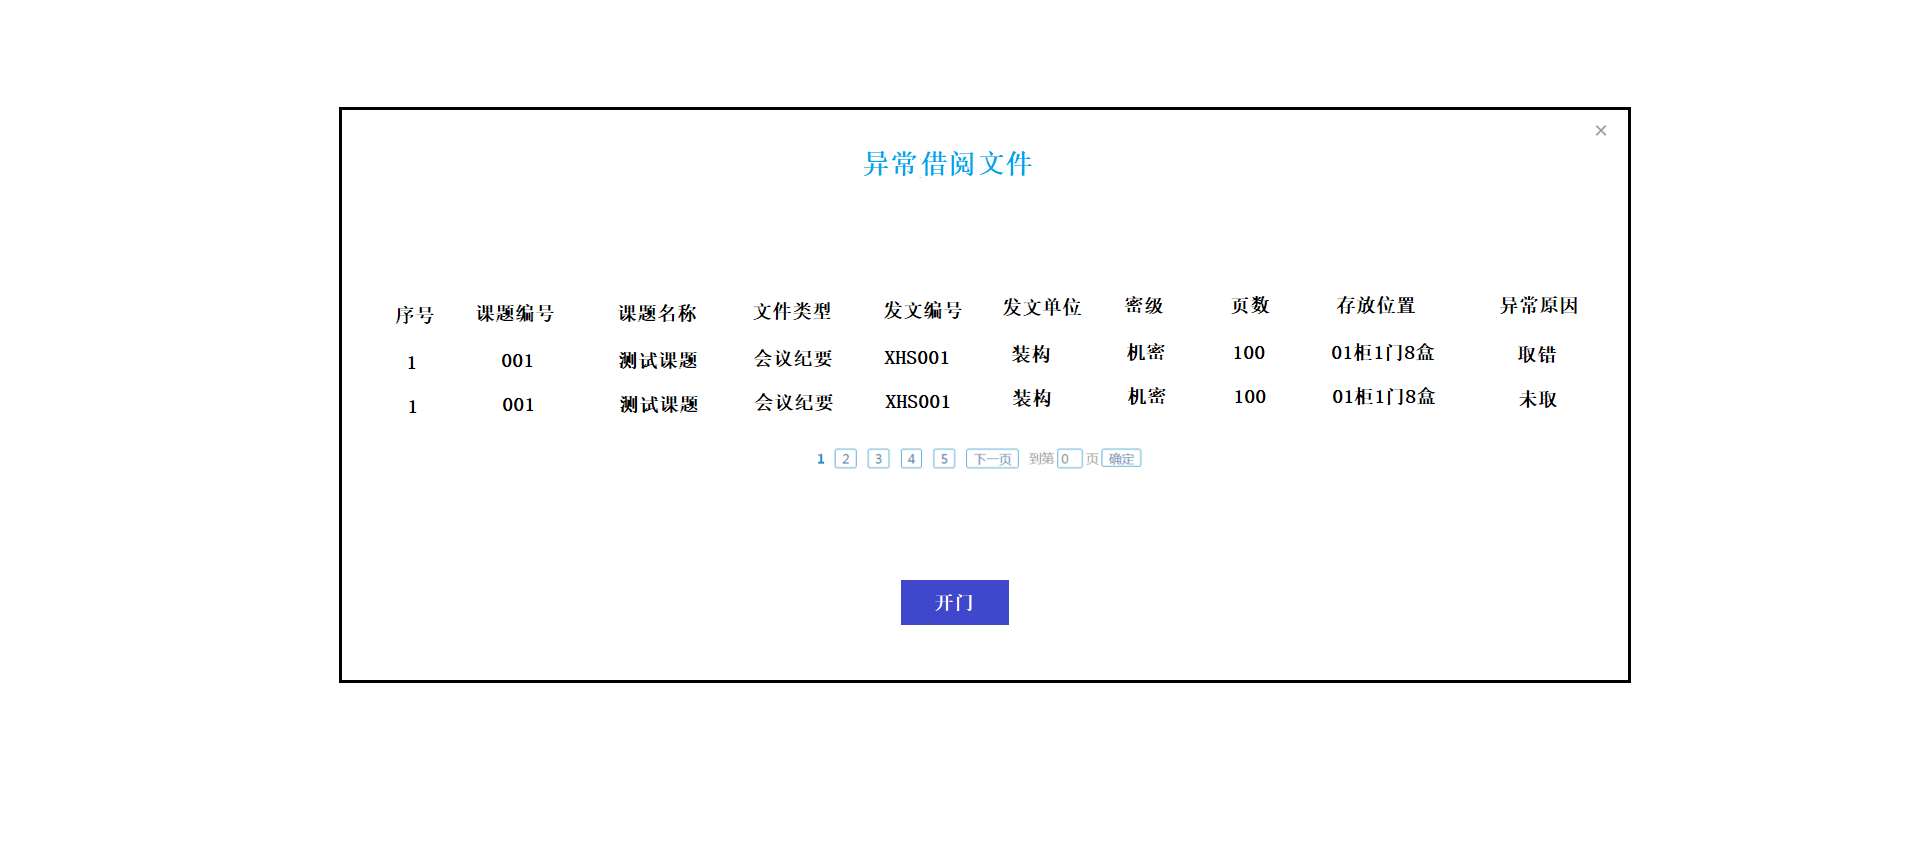 ×
异常借阅文件
序号 课题编号 课题名称 文件类型 发文编号 发文单位 密级 页数 存放位置 异常原因
1 001 测试课题 会议纪要 XHS001 装构 机密 100 01柜1门8盒 取错
1 001 测试课题 会议纪要 XHS001 装构 机密 100 01柜1门8盒 未取
1 2 3 4 5 下一页 到第 0 页 确定
开门